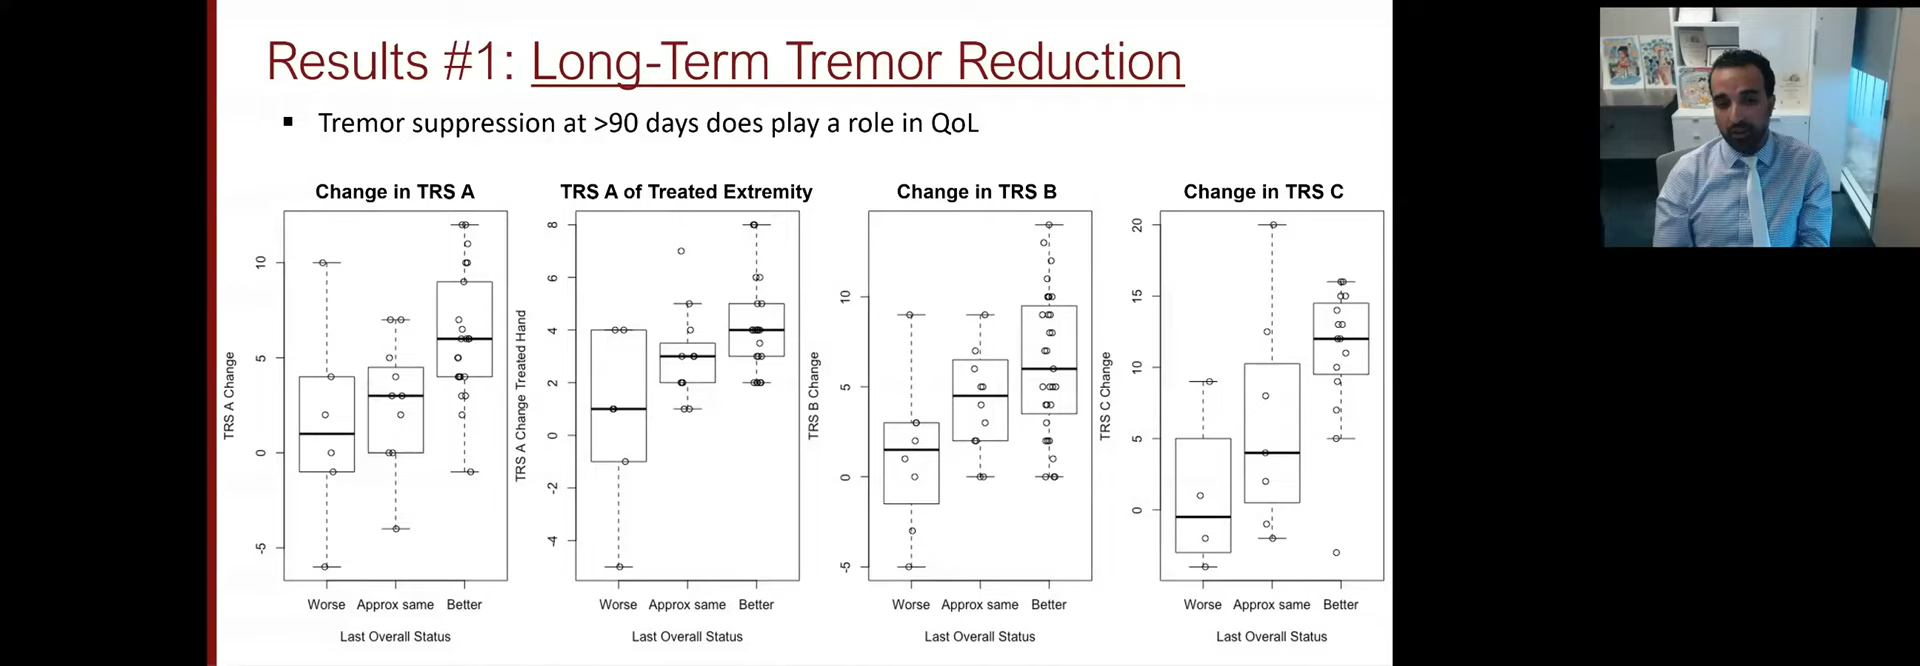 Results #1: Long-Term Tremor Reduction
▪ Tremor suppression at >90 days does play a role in QoL
Change in TRS A
TRS A Change
10
5
0
-5
Worse Approx same Better
Last Overall Status
TRS A of Treated Extremity
TRS A Change Treated Hand
8
6
4
2
0
-2
-4
Worse Approx same Better
Last Overall Status
Change in TRS B
TRS B Change
10
5
0
-5
Worse Approx same Better
Last Overall Status
Change in TRS C
TRS C Change
20
15
10
5
0
Worse Approx same Better
Last Overall Status